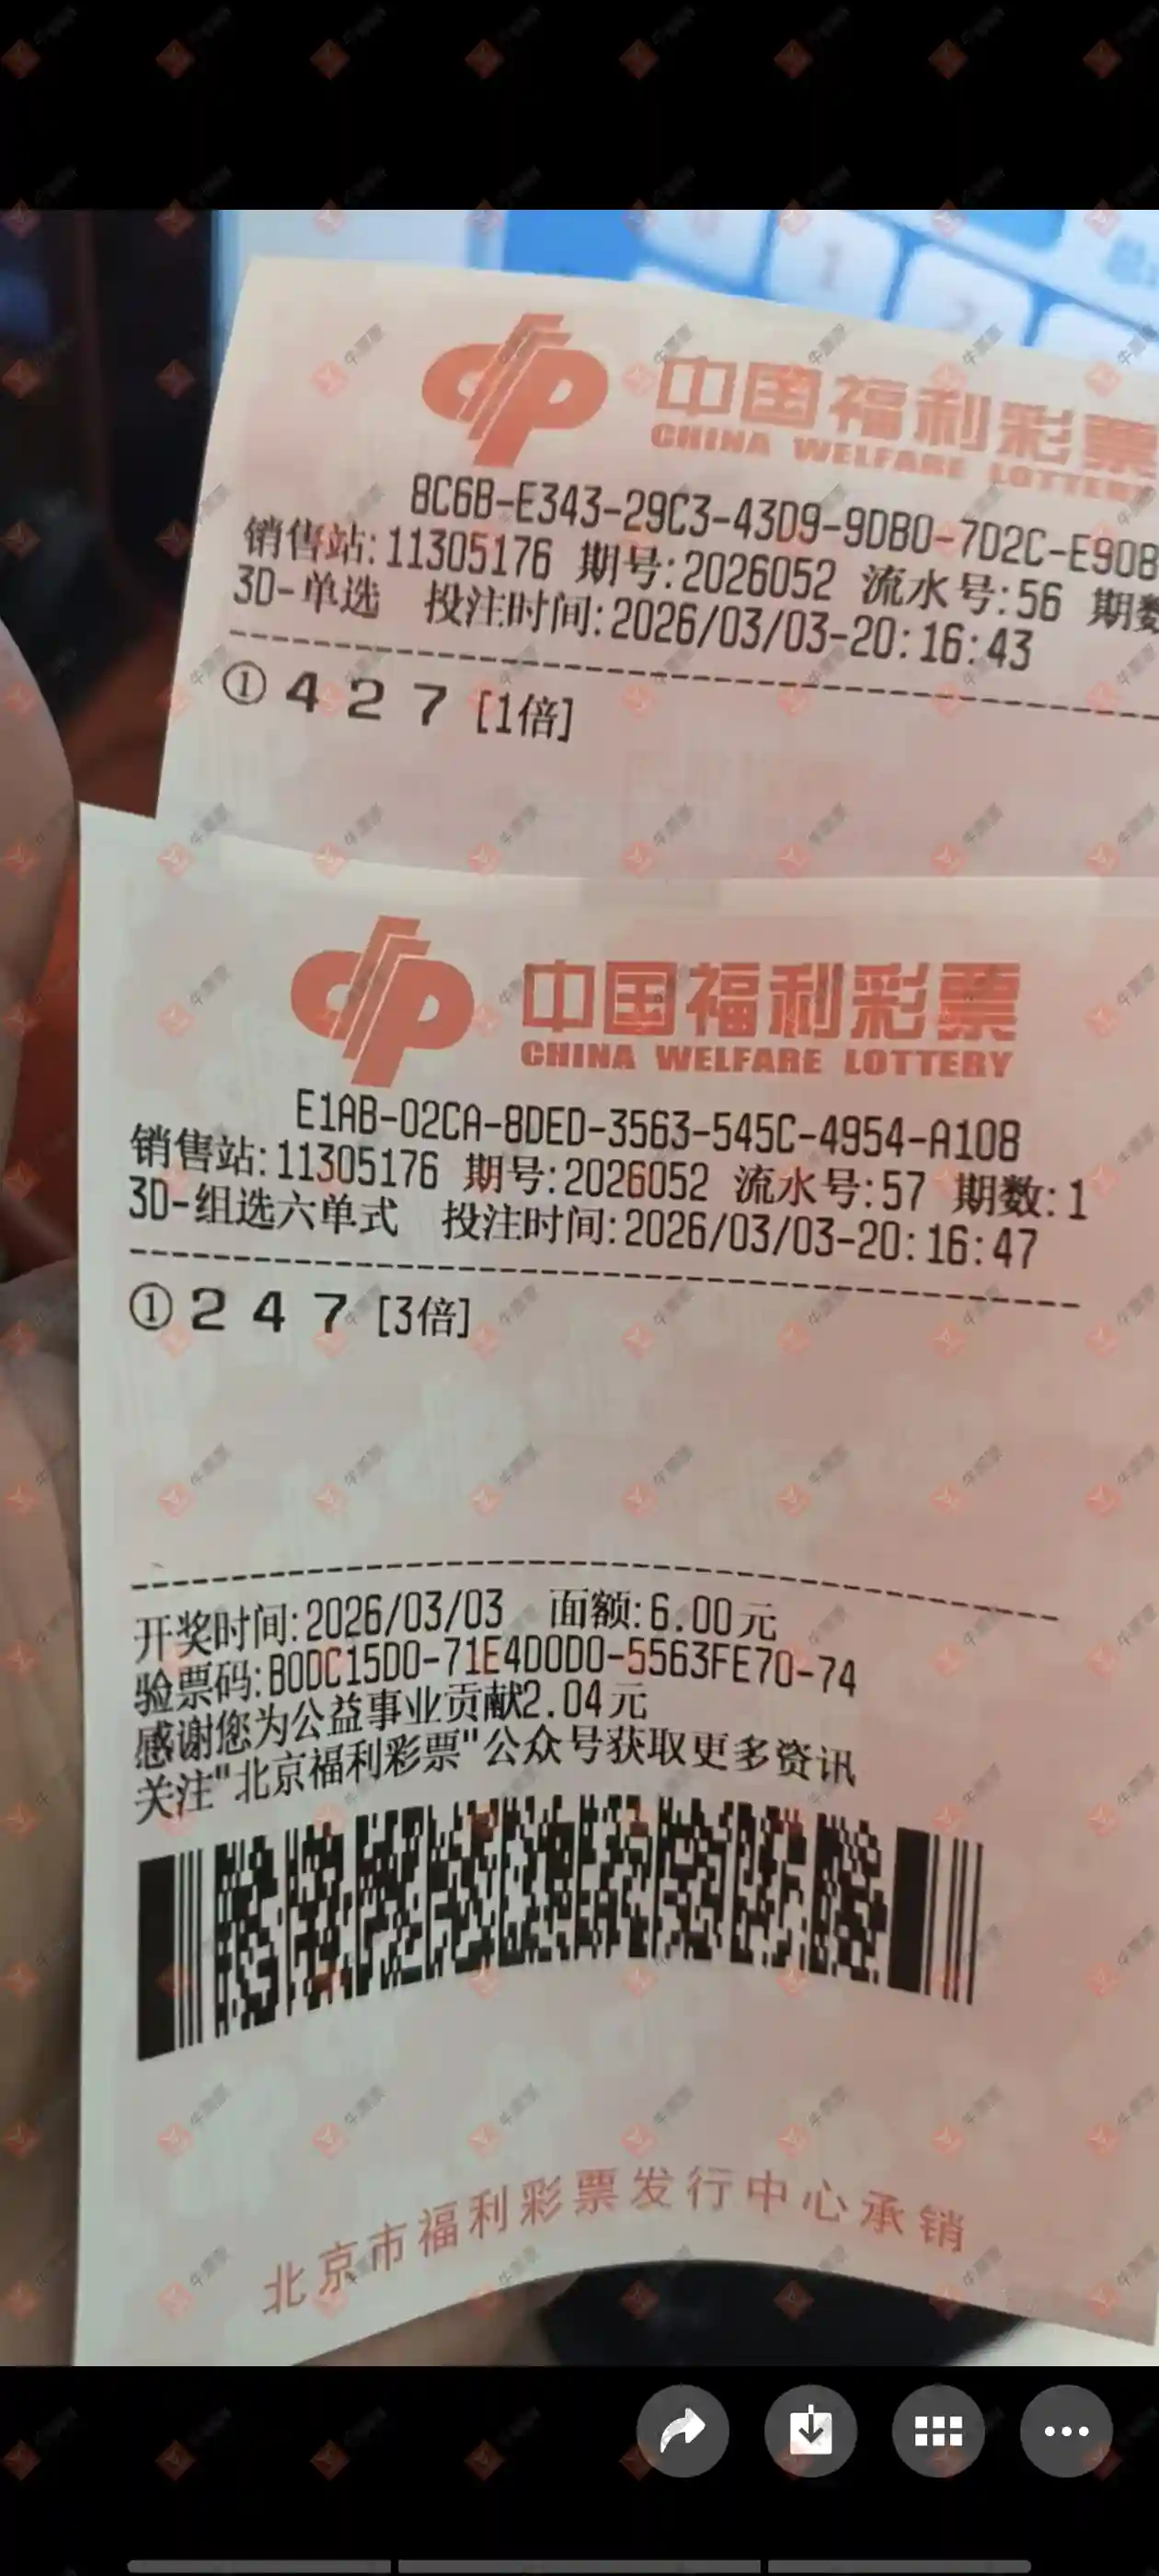 1
2
中国福利彩票
CHINA WELFARE LOTTERY
8C6B-E343-29C3-43D9-9DB0-7D2C-E90B
销售站:11305176 期号:2026052 流水号:56 期数
3D-单选 投注时间:2026/03/03-20:16:43
① 4 2 7 [1倍]
中国福利彩票
CHINA WELFARE LOTTERY
E1AB-02CA-8DED-3563-545C-4954-A10B
销售站:11305176 期号:2026052 流水号:57 期数:1
3D-组选六单式 投注时间:2026/03/03-20:16:47
① 2 4 7 [3倍]
开奖时间:2026/03/03 面额:6.00元
验票码:B0DC15D0-71E4D0D0-5563FE70-74
感谢您为公益事业贡献2.04元
关注"北京福利彩票"公众号获取更多资讯
北京市福利彩票发行中心承销